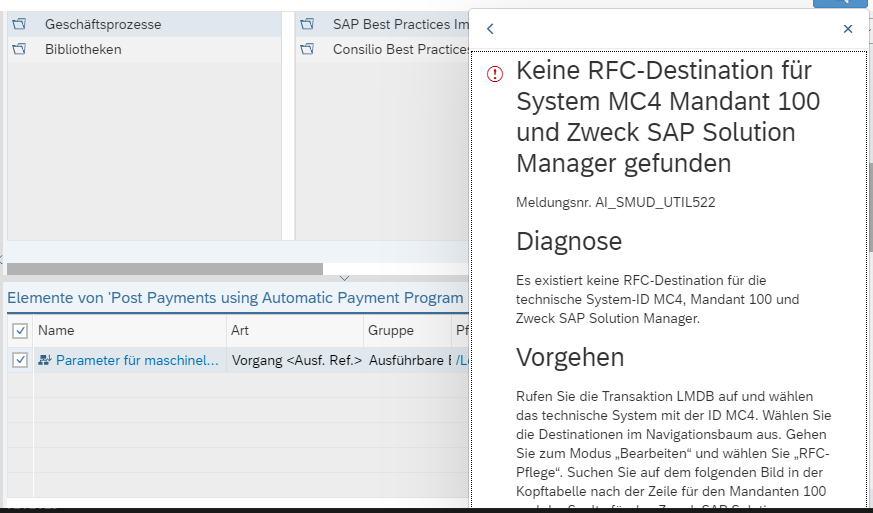 Geschäftsprozesse
Bibliotheken
SAP Best Practices Im
Consilio Best Practice
Elemente von 'Post Payments using Automatic Payment Program
Name Art Gruppe Pf
Parameter für maschinel... Vorgang <Ausf. Ref.> Ausführbare E /L
Keine RFC-Destination für
System MC4 Mandant 100
und Zweck SAP Solution
Manager gefunden
Meldungsnr. AI_SMUD_UTIL522
Diagnose
Es existiert keine RFC-Destination für die
technische System-ID MC4, Mandant 100 und
Zweck SAP Solution Manager.
Vorgehen
Rufen Sie die Transaktion LMDB auf und wählen
das technische System mit der ID MC4. Wählen Sie
die Destinationen im Navigationsbaum aus. Gehen
Sie zum Modus „Bearbeiten“ und wählen Sie „RFC-
Pflege“. Suchen Sie auf dem folgenden Bild in der
Kopftabelle nach der Zeile für den Mandanten 100